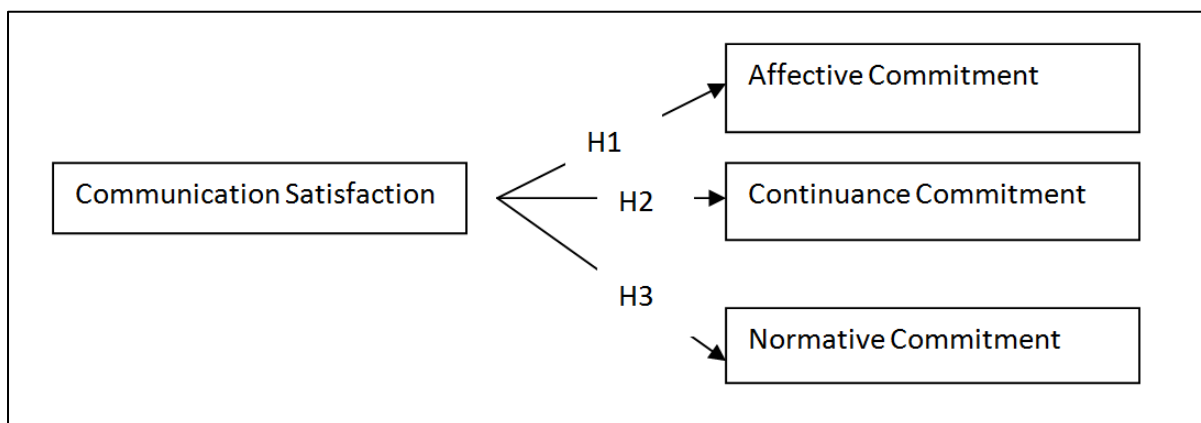 Affective Commitment
H1
Communication Satisfaction
H2
Continuance Commitment
H3
Normative Commitment